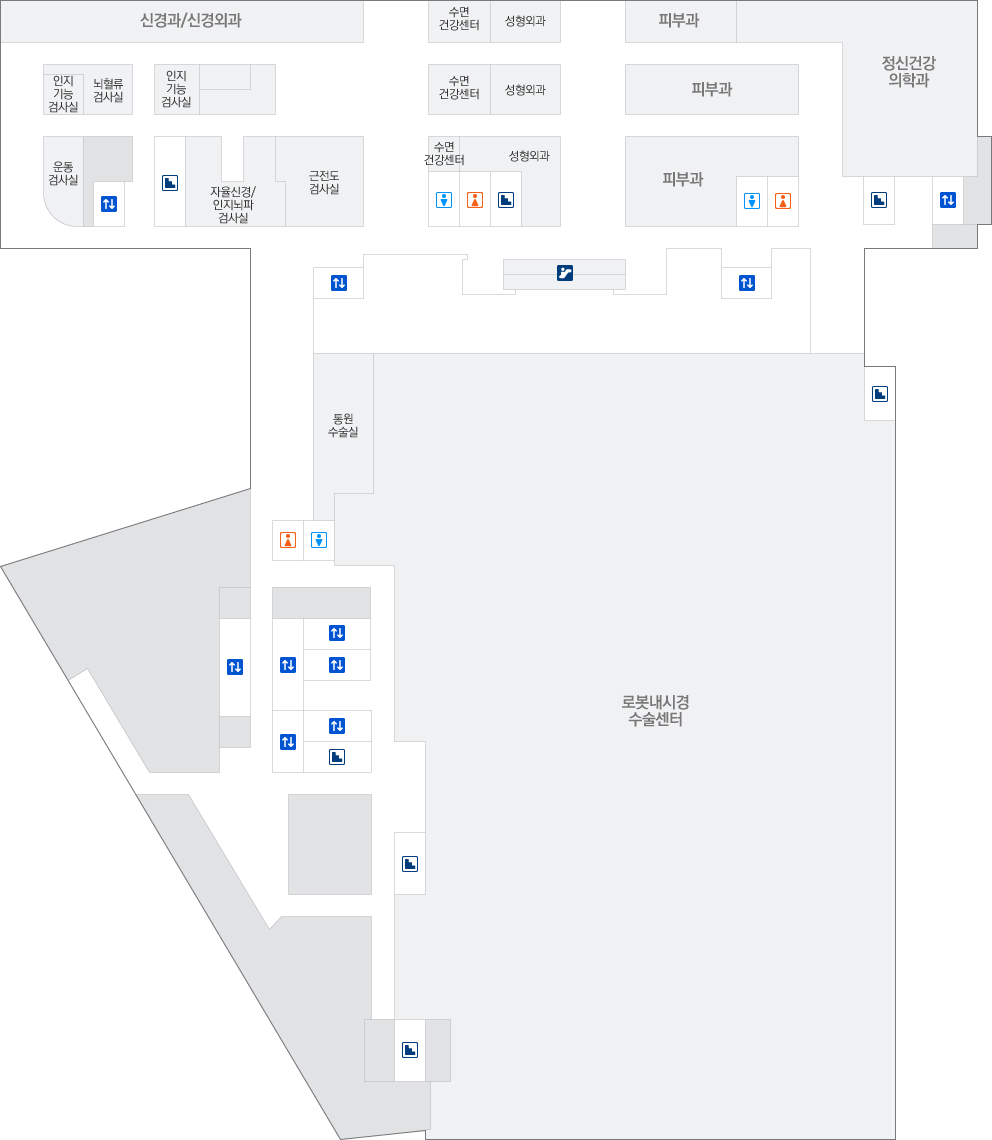 신경과/신경외과
수면
건강센터
성형외과
피부과
정신건강
의학과
인지
기능
검사실
뇌혈류
검사실
인지
기능
검사실
수면
건강센터
성형외과
피부과
운동
검사실
자율신경/
인지뇌파
검사실
근전도
검사실
수면
건강센터
성형외과
피부과
통원
수술실
로봇내시경
수술센터